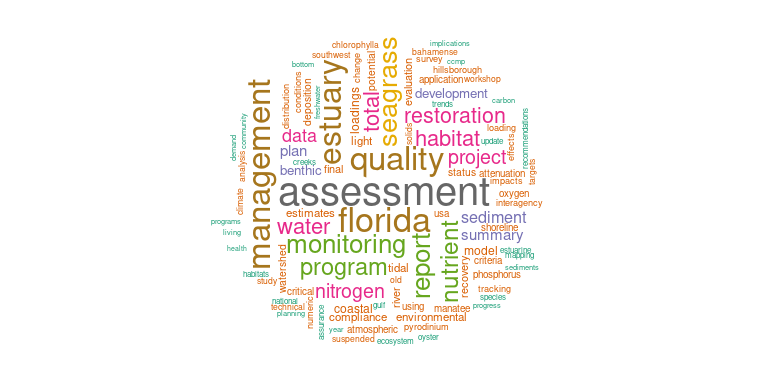 implications
chlorophylla
bahamense
southwest
survey
ccmp
bottom
change
potential
seagrass
hillsborough
estuary
evaluation
application
workshop
conditions
deposition
distribution
freshwater
loadings
total
development
trends
carbon
restoration
solids
community
demand
data
light
habitat
loading
update
effects
recommendations
plan
quality
project
creeks
analysis
benthic
final
status
attenuation
targets
impacts
management
assessment
oxygen
climate
interagency
estimates
florida
usa
sediment
programs
water
shoreline
living
summary
monitoring
report
nutrient
health
watershed
model
estuarine
mapping
criteria
program
tidal
recovery
sediments
habitats
phosphorus
study
old
critical
nitrogen
river
tracking
national
numeric
species
technical
coastal
gulf
using
manatee
progress
planning
assurance
compliance
environmental
year
atmospheric
pyrodinium
suspended
ecosystem
oyster